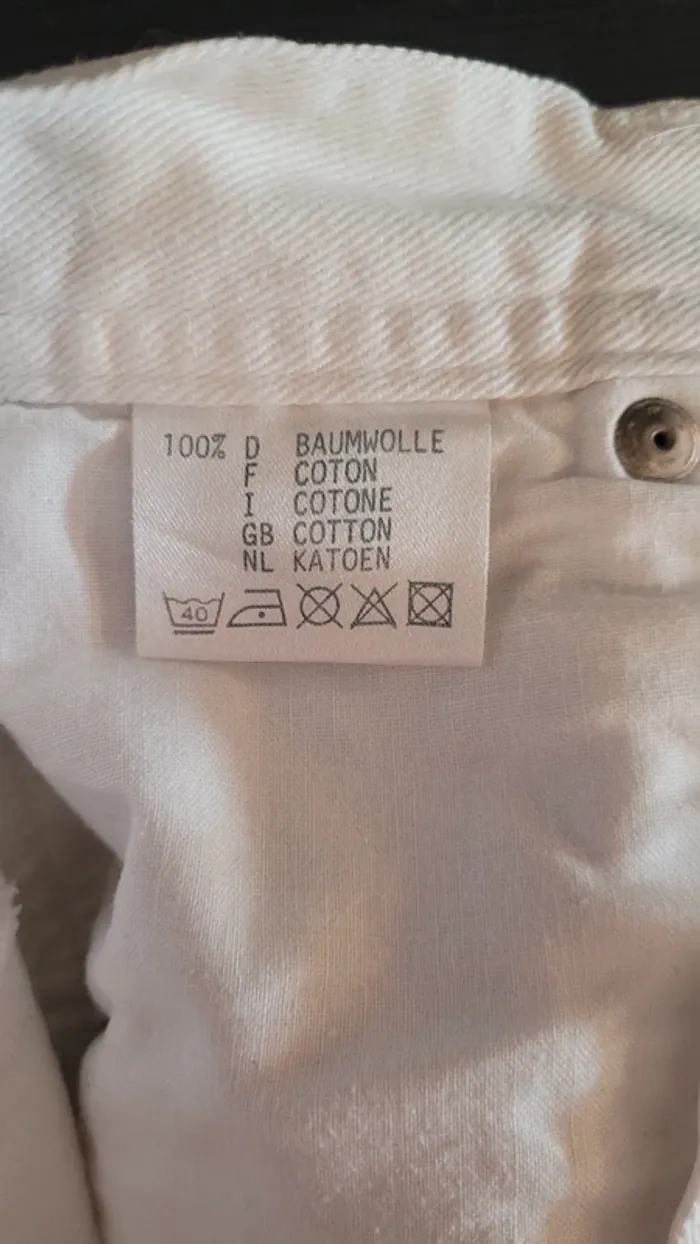 100% D BAUMWOLLE
F COTON
I COTONE
GB COTTON
NL KATOEN
40